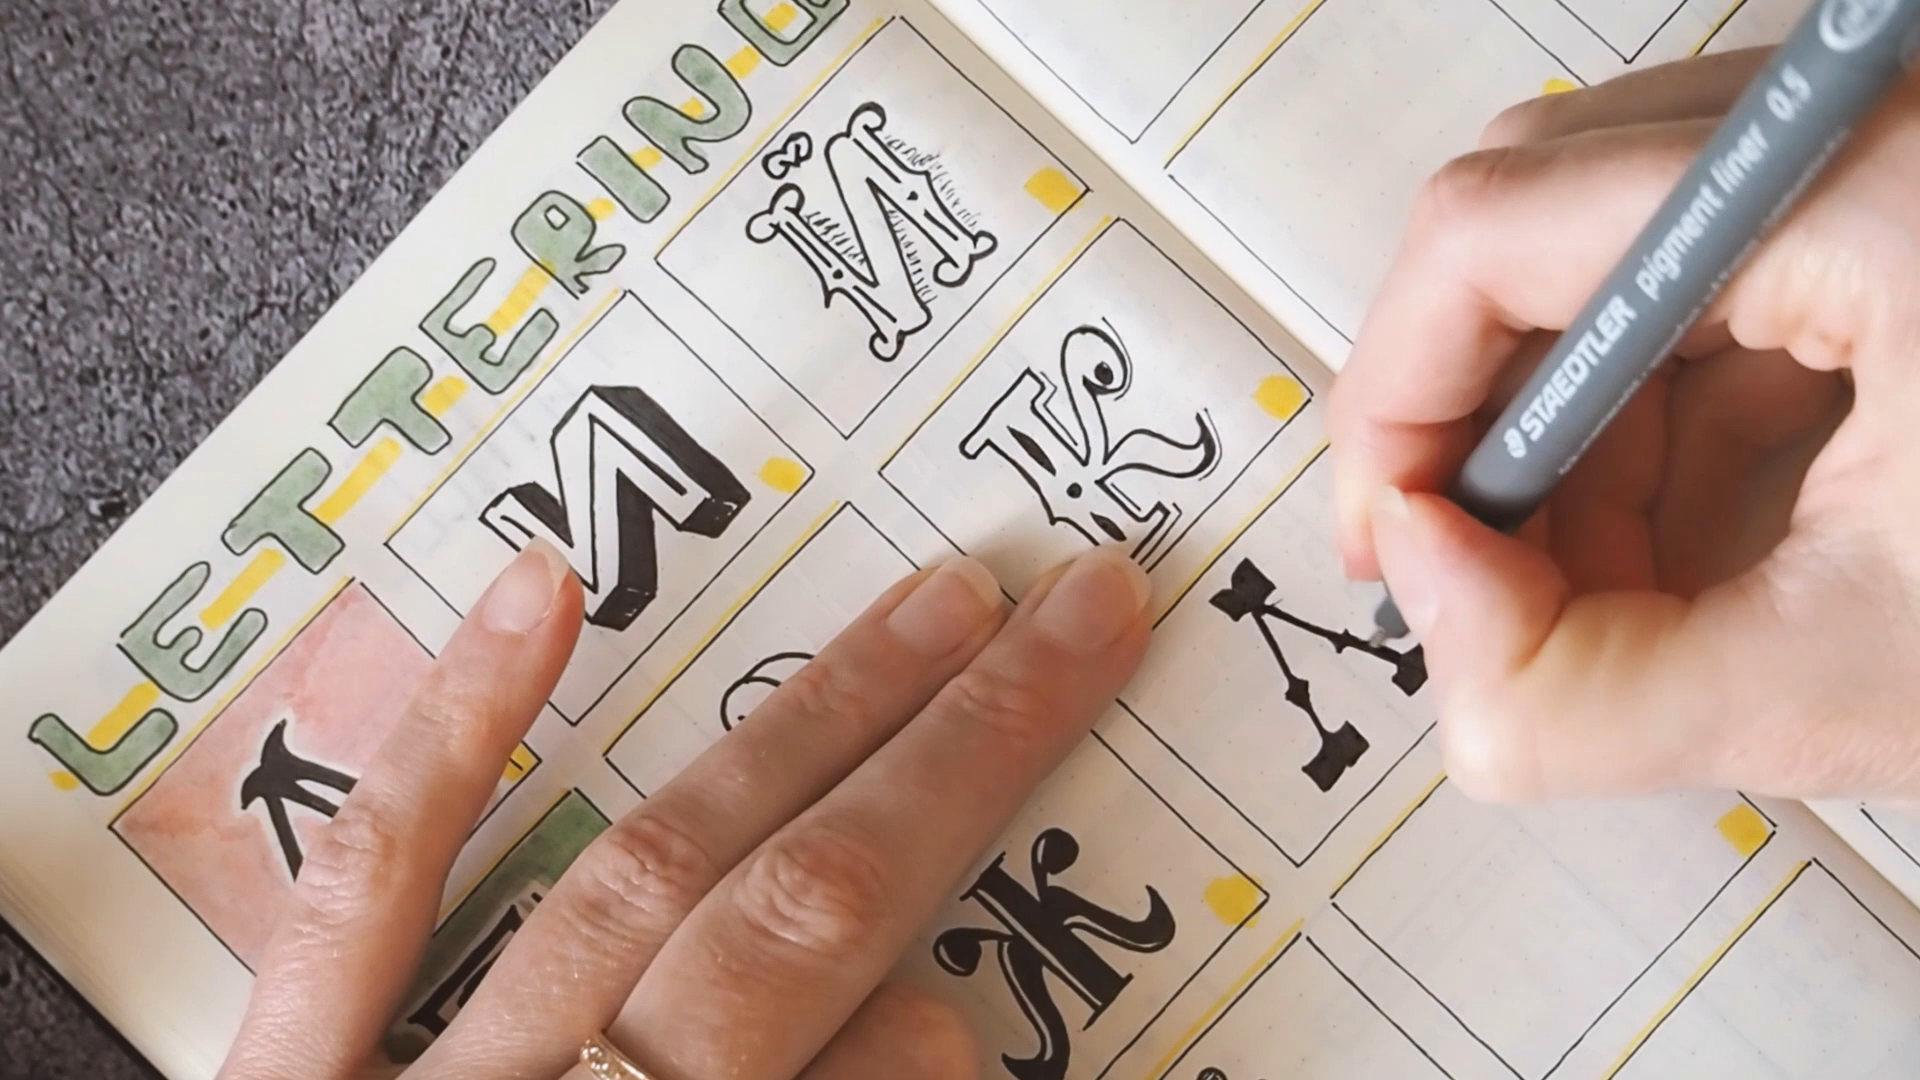 LETTERING
И
Й
К
Л
Ж
STAEDTLER pigment liner 0.5